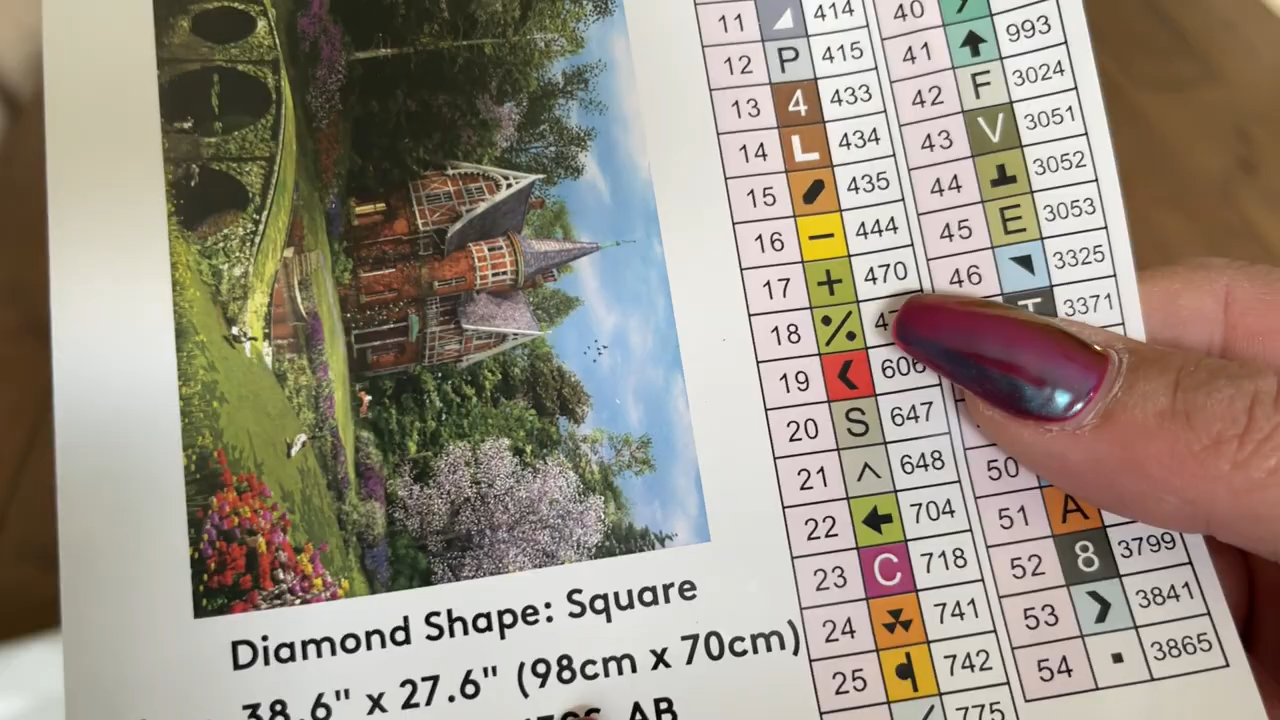 11 414
12 P 415
13 4 433
14 L 434
15 435
16 – 444
17 + 470
18 % 
19 606
20 S 647
21 ^ 648
22 704
23 C 718
24 741
25 742
775
40
41 993
42 F 3024
43 V 3051
44 3052
45 E 3053
46 3325
3371
50
51 A
52 8 3799
53 3841
54 3865
Diamond Shape: Square
38.6" x 27.6" (98cm x 70cm)
AB